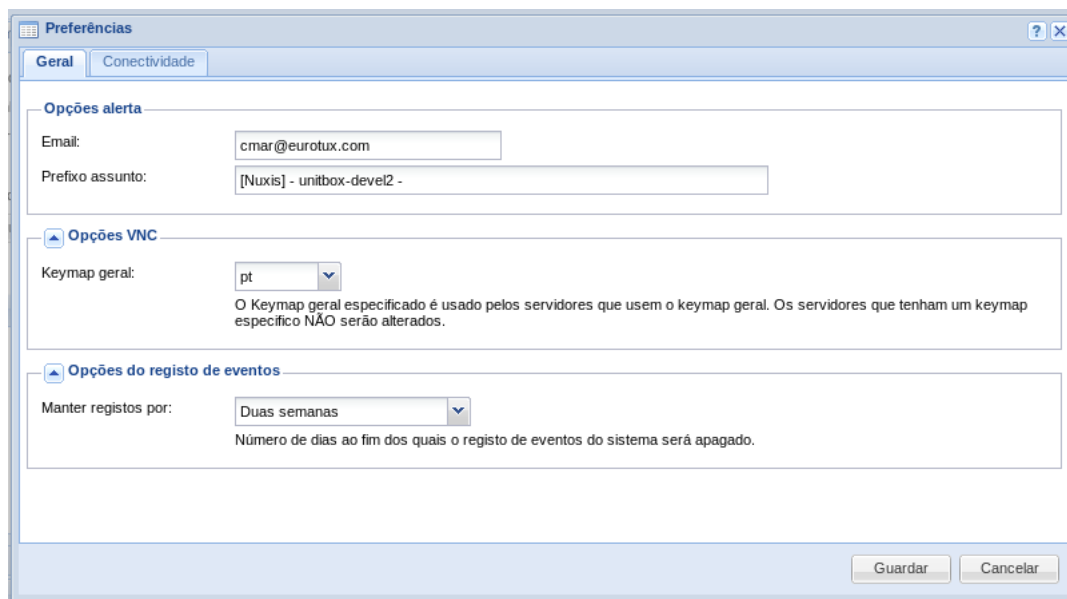 Preferências
Geral
Conectividade
Opções alerta
Email:
cmar@eurotux.com
Prefixo assunto:
[Nuxis] - unitbox-devel2 -
Opções VNC
Keymap geral:
pt
O Keymap geral especificado é usado pelos servidores que usem o keymap geral. Os servidores que tenham um keymap
especifico NÃO serão alterados.
Opções do registo de eventos
Manter registos por:
Duas semanas
Número de dias ao fim dos quais o registo de eventos do sistema será apagado.
Guardar
Cancelar